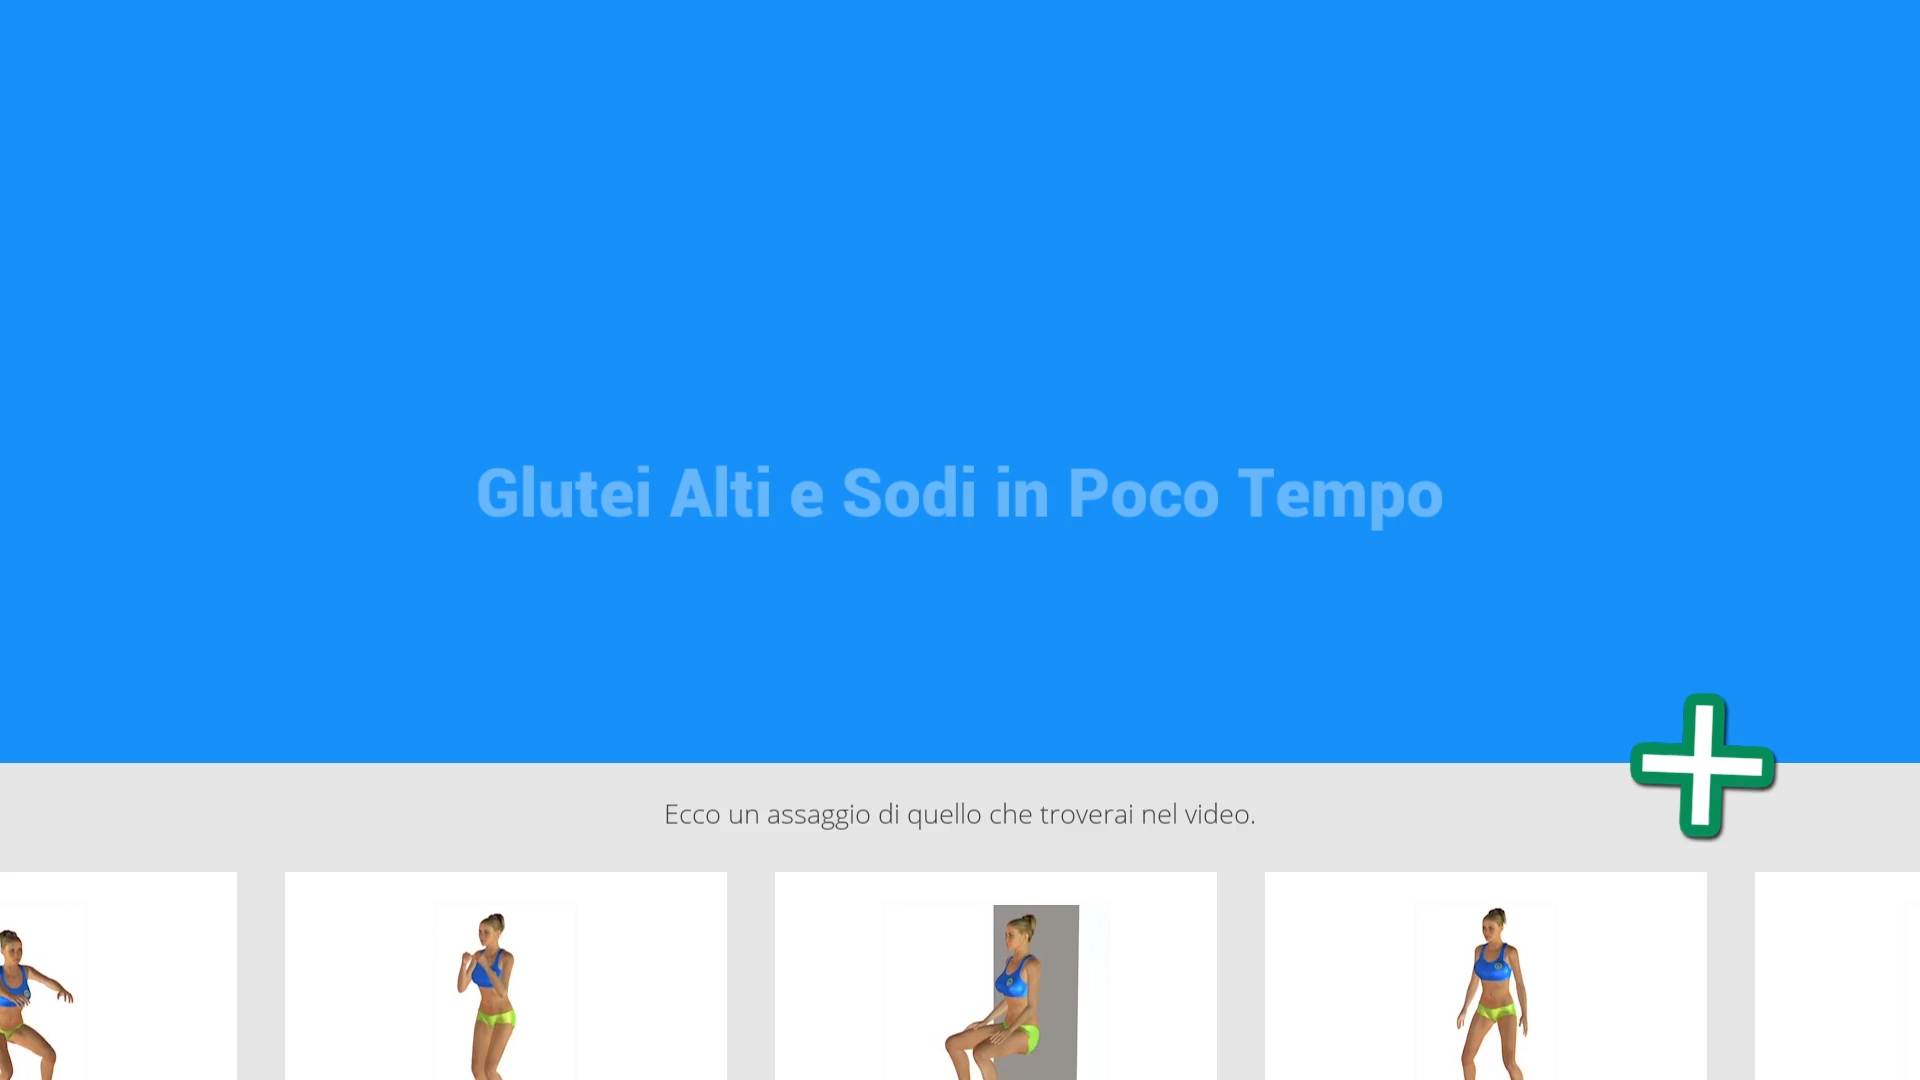 Glutei Alti e Sodi in Poco Tempo
Ecco un assaggio di quello che troverai nel video.